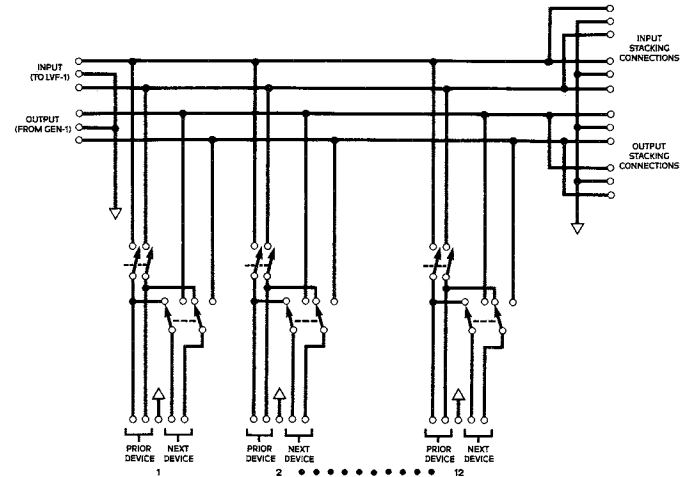 INPUT
(TO LVF-1)
OUTPUT
(FROM GEN-1)
INPUT
STACKING
CONNECTIONS
OUTPUT
STACKING
CONNECTIONS
PRIOR
DEVICE
NEXT
DEVICE
1
PRIOR
DEVICE
NEXT
DEVICE
2
PRIOR
DEVICE
NEXT
DEVICE
12